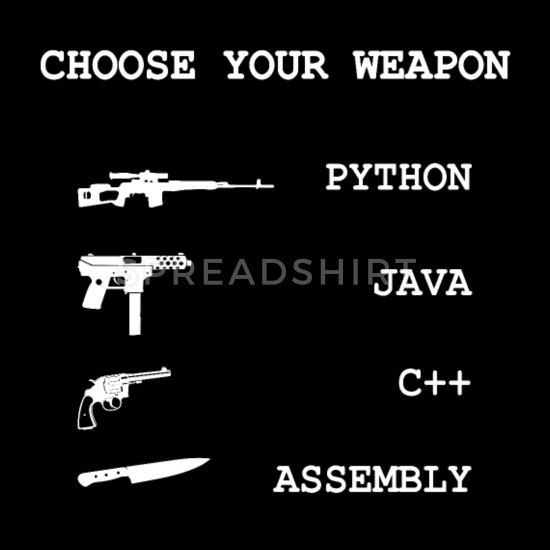 CHOOSE YOUR WEAPON
PYTHON
SPREADSHIRT
JAVA
C++
ASSEMBLY